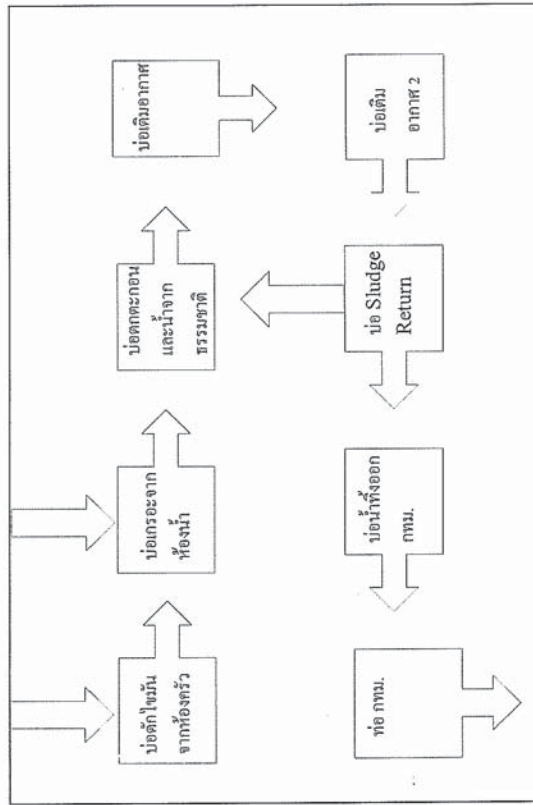 บ่อดักไขมัน
จากห้องครัว
บ่อเกรอะจาก
ห้องน้ำ
บ่อตกตะกอน
และน้ำจาก
ธรรมชาติ
บ่อเติมอากาศ
บ่อเติม
อากาศ 2
บ่อ Sludge
Return
บ่อน้ำทิ้งออก
กทม.
ท่อ กทม.